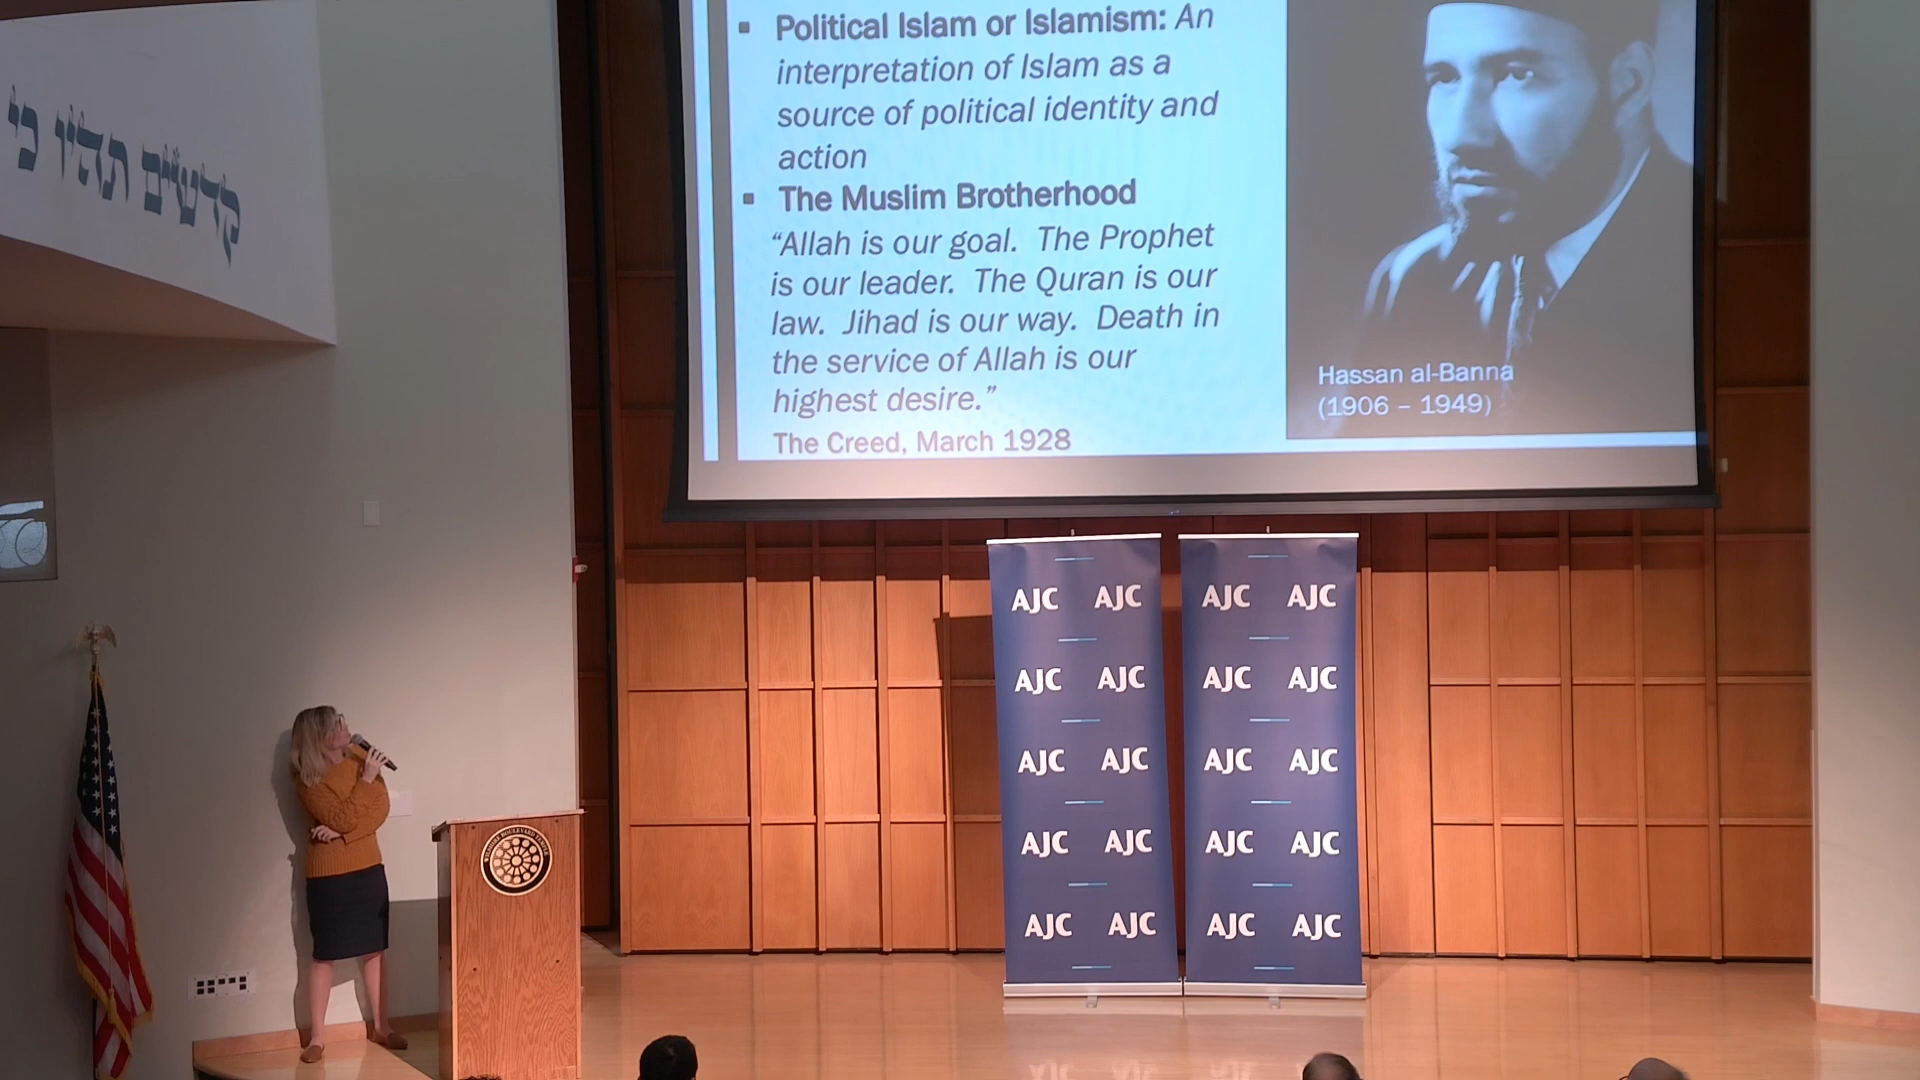 קדשים תהיו כי
▪ Political Islam or Islamism: An
interpretation of Islam as a
source of political identity and
action
▪ The Muslim Brotherhood
“Allah is our goal. The Prophet
is our leader. The Quran is our
law. Jihad is our way. Death in
the service of Allah is our
highest desire.”
The Creed, March 1928
Hassan al-Banna
(1906 – 1949)
AJC AJC
AJC AJC
AJC AJC
AJC AJC
AJC AJC
AJC AJC
AJC AJC
AJC AJC
AJC AJC
AJC AJC
WILSHIRE BOULEVARD TEMPLE